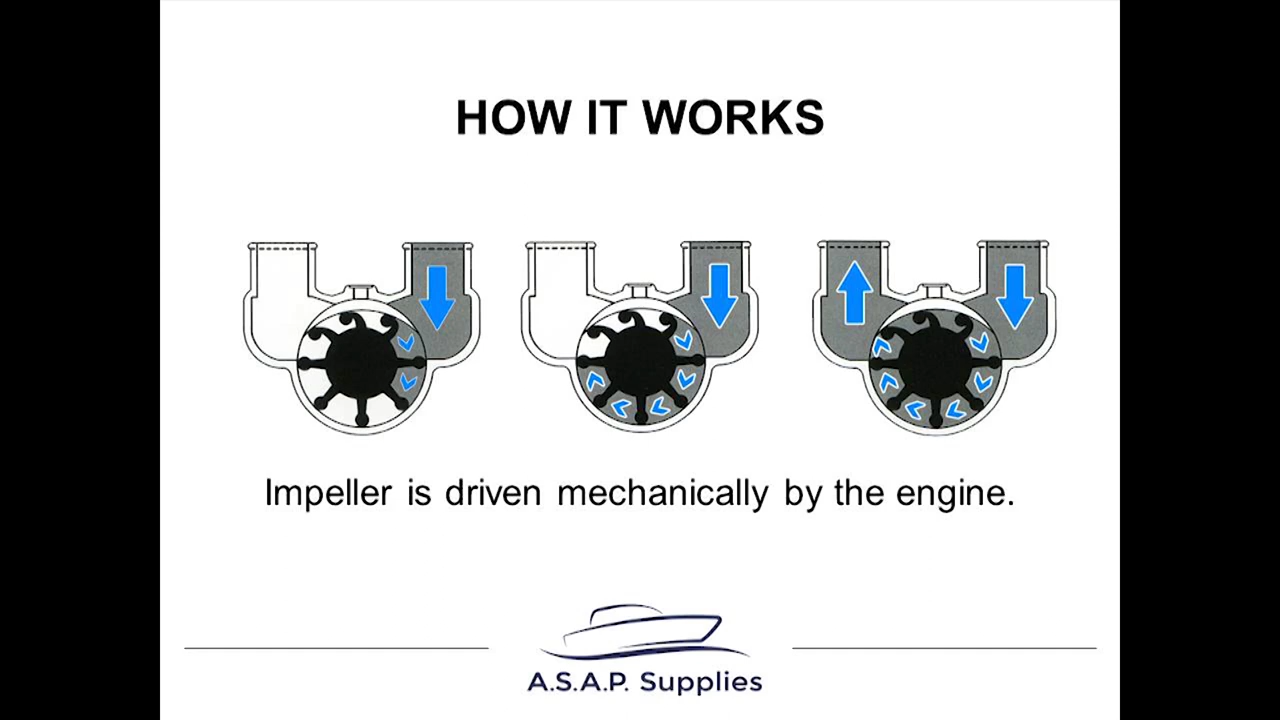 HOW IT WORKS
Impeller is driven mechanically by the engine.
A.S.A.P. Supplies